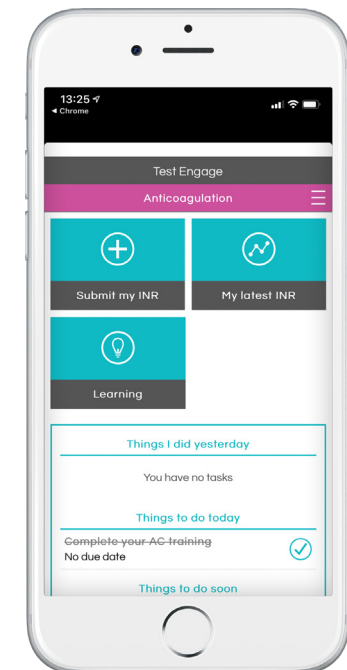 13:25
Chrome
Test Engage
Anticoagulation
Submit my INR
My latest INR
Learning
Things I did yesterday
You have no tasks
Things to do today
Complete your AC training
No due date
Things to do soon